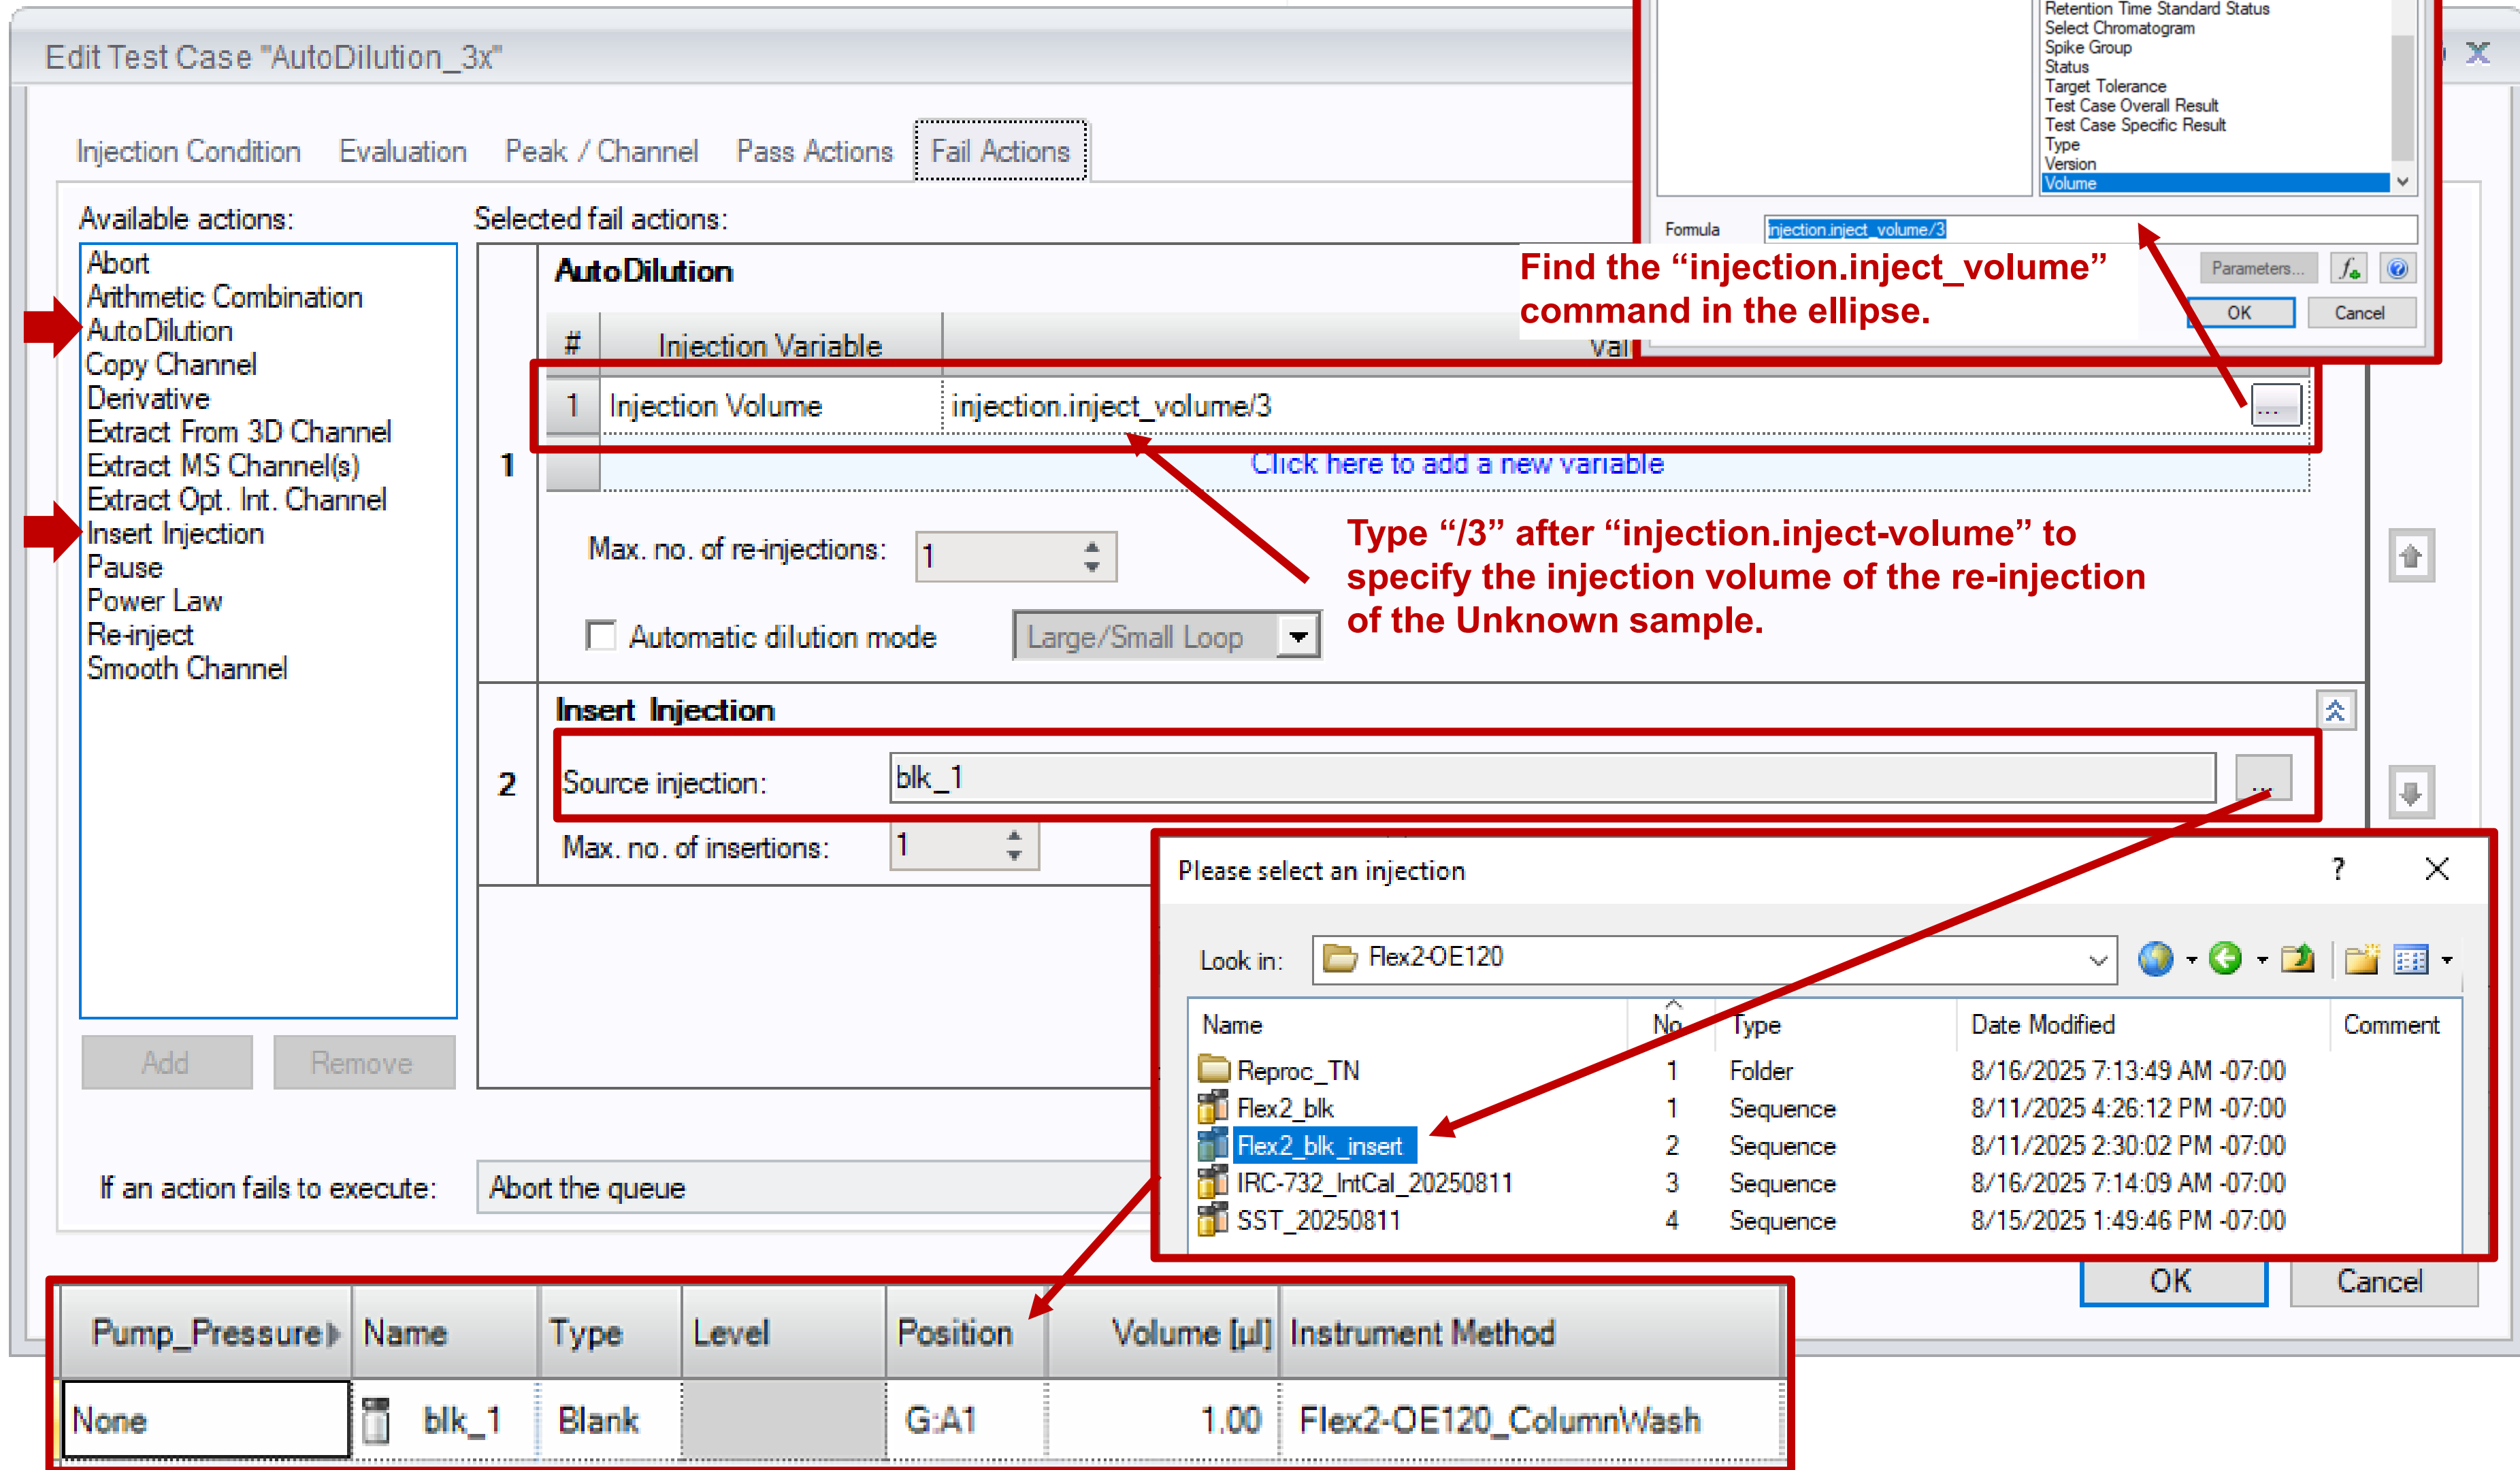 Edit Test Case "AutoDilution_3x"
X
Injection Condition Evaluation Peak / Channel Pass Actions Fail Actions
Retention Time Standard Status
Select Chromatogram
Spike Group
Status
Target Tolerance
Test Case Overall Result
Test Case Specific Result
Type
Version
Volume
Formula injection.inject_volume/3
Parameters...
OK Cancel
Find the “injection.inject_volume”
command in the ellipse.
Available actions:
Abort
Arithmetic Combination
AutoDilution
Copy Channel
Derivative
Extract From 3D Channel
Extract MS Channel(s)
Extract Opt. Int. Channel
Insert Injection
Pause
Power Law
Re-inject
Smooth Channel
Add Remove
Selected fail actions:
1
AutoDilution
# Injection Variable
1 Injection Volume injection.inject_volume/3 ...
Click here to add a new variable
Type “/3” after “injection.inject-volume” to
specify the injection volume of the re-injection
of the Unknown sample.
Max. no. of re-injections: 1
Automatic dilution mode Large/Small Loop
2
Insert Injection
Source injection: blk_1 ...
Max. no. of insertions: 1
If an action fails to execute: Abort the queue
Please select an injection ? X
Look in: Flex2-OE120
Name No Type Date Modified Comment
Reproc_TN 1 Folder 8/16/2025 7:13:49 AM -07:00
Flex2_blk 1 Sequence 8/11/2025 4:26:12 PM -07:00
Flex2_blk_insert 2 Sequence 8/11/2025 2:30:02 PM -07:00
IRC-732_IntCal_20250811 3 Sequence 8/16/2025 7:14:09 AM -07:00
SST_20250811 4 Sequence 8/15/2025 1:49:46 PM -07:00
OK Cancel
Pump_Pressure Name Type Level Position Volume [µl] Instrument Method
None blk_1 Blank G:A1 1.00 Flex2-OE120_ColumnWash